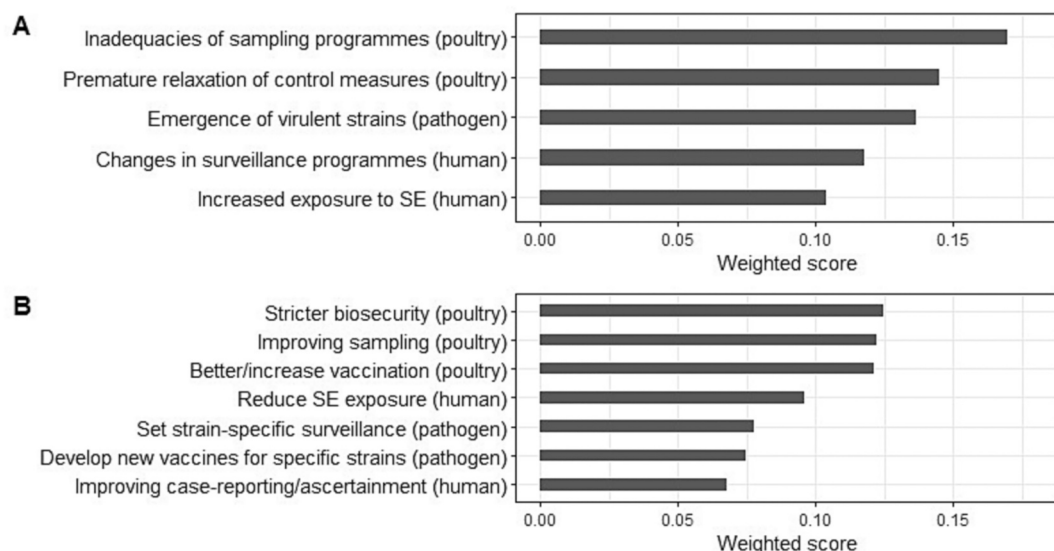 A
Inadequacies of sampling programmes (poultry)
Premature relaxation of control measures (poultry)
Emergence of virulent strains (pathogen)
Changes in surveillance programmes (human)
Increased exposure to SE (human)
0.00 0.05 0.10 0.15
Weighted score
B
Stricter biosecurity (poultry)
Improving sampling (poultry)
Better/increase vaccination (poultry)
Reduce SE exposure (human)
Set strain-specific surveillance (pathogen)
Develop new vaccines for specific strains (pathogen)
Improving case-reporting/ascertainment (human)
0.00 0.05 0.10 0.15
Weighted score